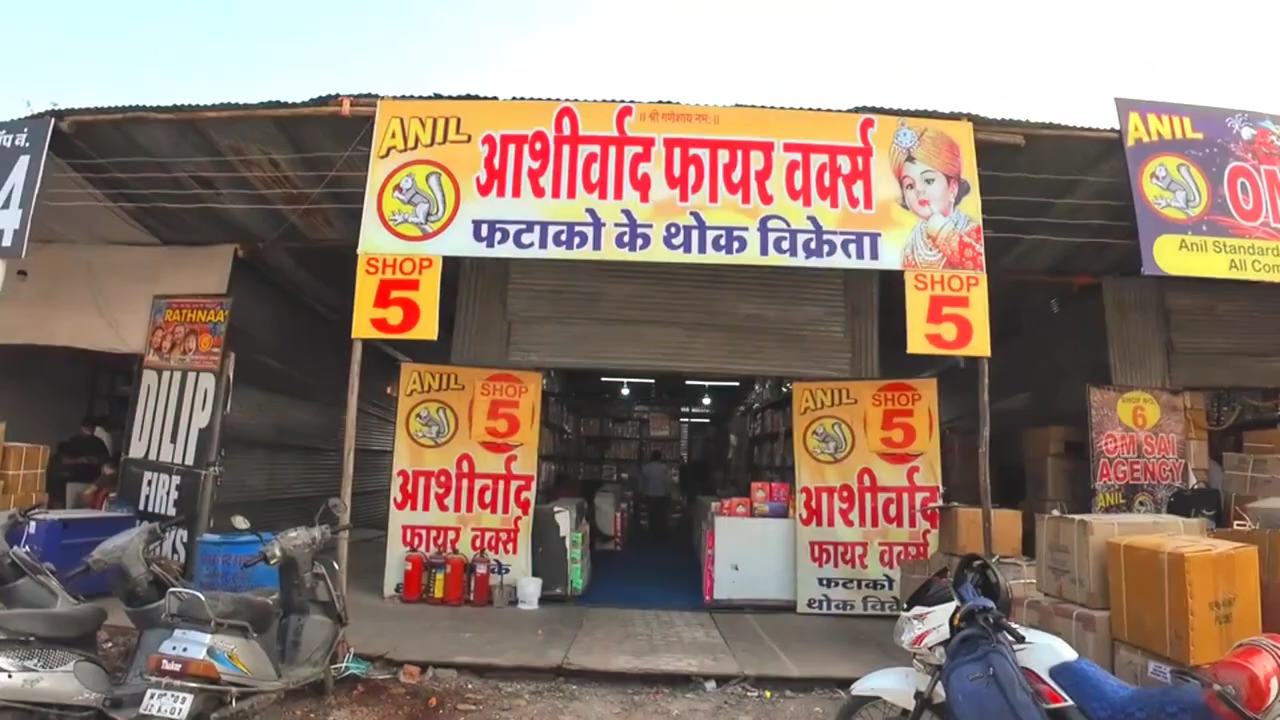 ॉप नं.
4
ANIL
॥ श्री गणेशाय नमः ॥
आशीर्वाद फायर वर्क्स
फटाको के थोक विक्रेता
SHOP
5
SHOP
5
ANIL
Anil Standard
All Com
RATHNAA
DILIP
FIRE
ANIL
SHOP
5
आशीर्वाद
फायर वर्क्स
ANIL
SHOP
5
आशीर्वाद
फायर वर्क्स
फटाको
थोक
SHOP NO.
6
OM SAI
AGENCY
ANIL
Thakur